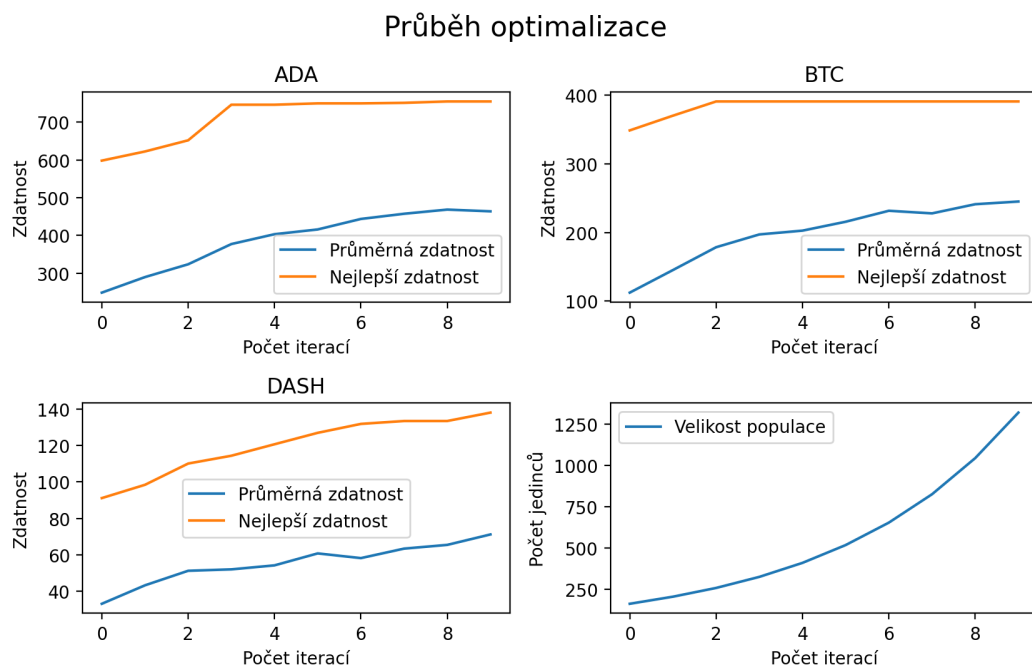 Průběh optimalizace
ADA
700
600
500
400
300
Zdatnost
Průměrná zdatnost
Nejlepší zdatnost
0 2 4 6 8
Počet iterací
BTC
400
300
200
100
Zdatnost
Průměrná zdatnost
Nejlepší zdatnost
0 2 4 6 8
Počet iterací
DASH
140
120
100
80
60
40
Zdatnost
Průměrná zdatnost
Nejlepší zdatnost
0 2 4 6 8
Počet iterací
1250
1000
750
500
250
Počet jedinců
Velikost populace
0 2 4 6 8
Počet iterací